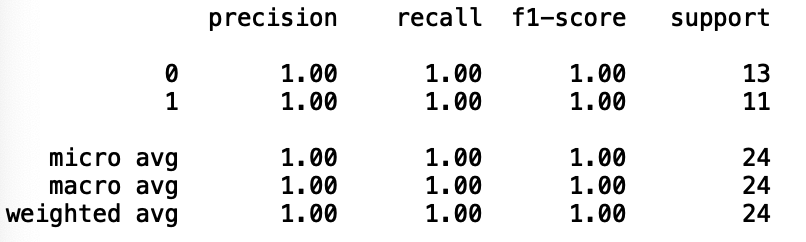 precision recall f1-score support
0 1.00 1.00 1.00 13
1 1.00 1.00 1.00 11
micro avg 1.00 1.00 1.00 24
macro avg 1.00 1.00 1.00 24
weighted avg 1.00 1.00 1.00 24